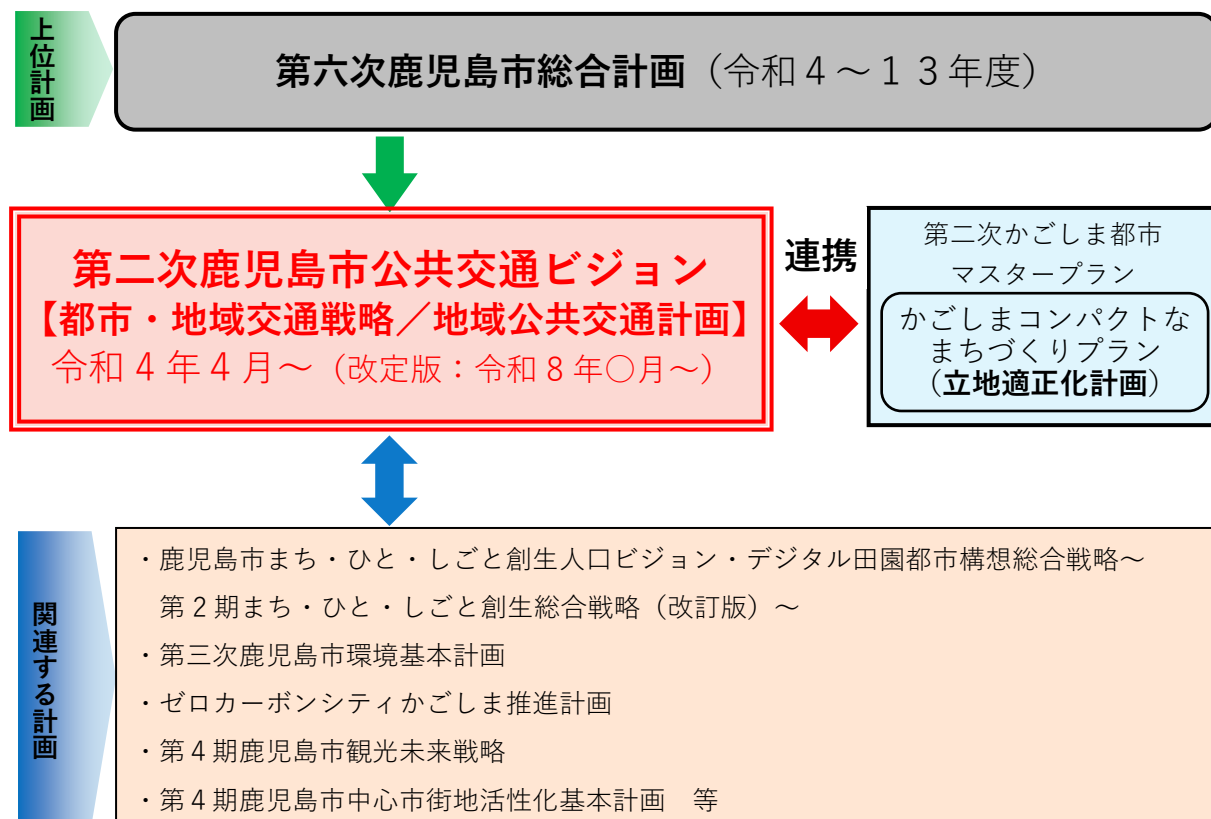 上位計画
第六次鹿児島市総合計画（令和４～１３年度）
第二次鹿児島市公共交通ビジョン
【都市・地域交通戦略／地域公共交通計画】
令和４年４月～（改定版：令和８年○月～）
連携
第二次かごしま都市
マスタープラン
かごしまコンパクトな
まちづくりプラン
（立地適正化計画）
関連する計画
・鹿児島市まち・ひと・しごと創生人口ビジョン・デジタル田園都市構想総合戦略～
第２期まち・ひと・しごと創生総合戦略（改訂版）～
・第三次鹿児島市環境基本計画
・ゼロカーボンシティかごしま推進計画
・第４期鹿児島市観光未来戦略
・第４期鹿児島市中心市街地活性化基本計画　等